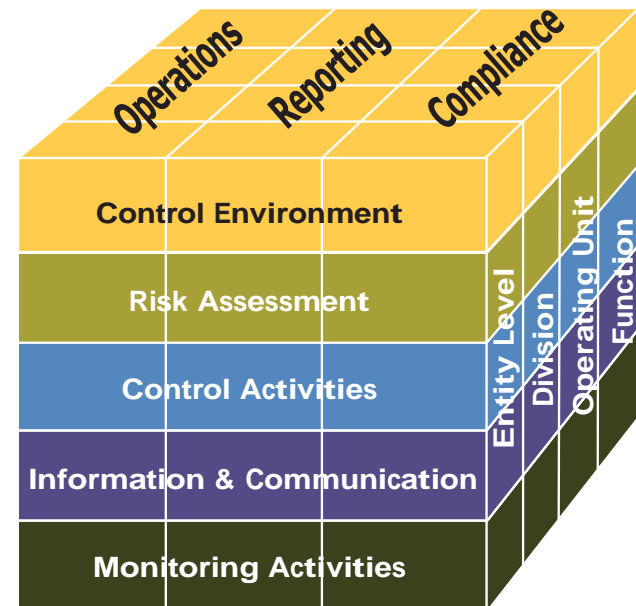 Operations
Reporting
Compliance
Control Environment
Risk Assessment
Control Activities
Information & Communication
Monitoring Activities
Entity Level
Division
Operating Unit
Function